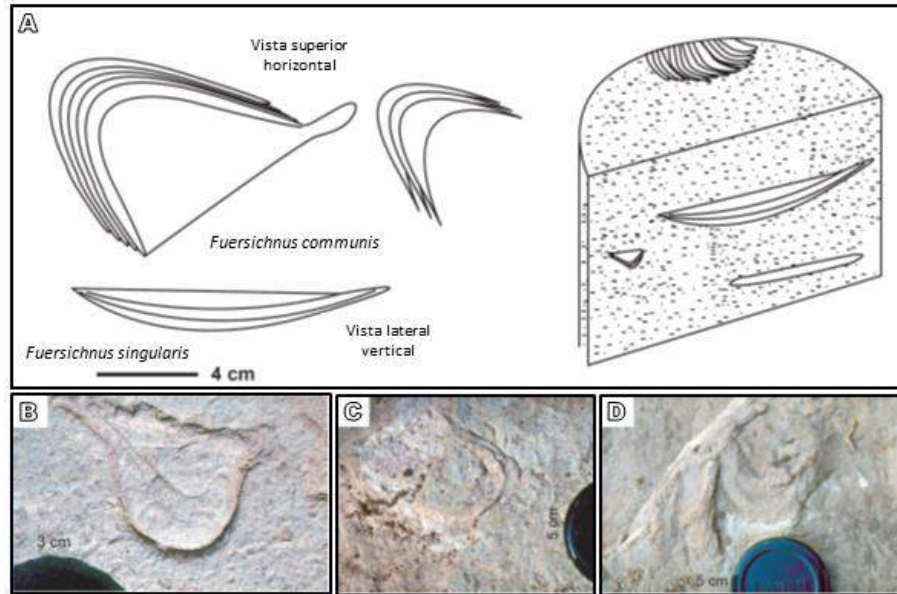 A
Vista superior
horizontal
Fuersichnus communis
Vista lateral
vertical
Fuersichnus singularis
4 cm
B
3 cm
C
5 cm
D
5 cm